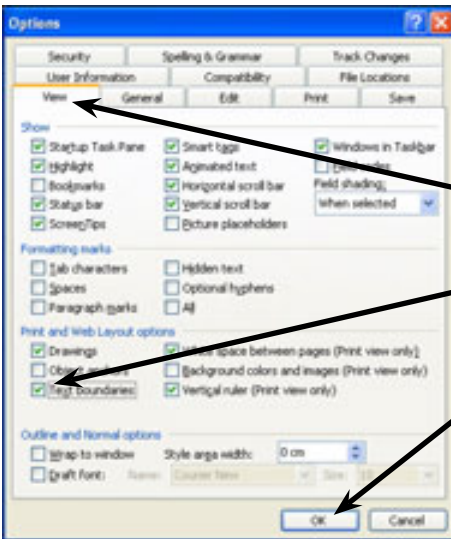 Options
Security Spelling & Grammar Track Changes
User Information Compatibility File Locations
View General Edit Print Save
Show
Startup Task Pane Smart tags Windows in Taskbar
Highlight Animated text
Bookmarks Horizontal scroll bar Field shading:
Status bar Vertical scroll bar When selected
ScreenTips Picture placeholders
Formatting marks
Tab characters Hidden text
Spaces Optional hyphens
Paragraph marks All
Print and Web Layout options
Drawings White space between pages (Print view only)
Object Background colors and images (Print view only)
Text boundaries Vertical ruler (Print view only)
Outline and Normal options
Wrap to window Style area width: 0 cm
Draft font: Name: Courier New Size: 10
OK Cancel